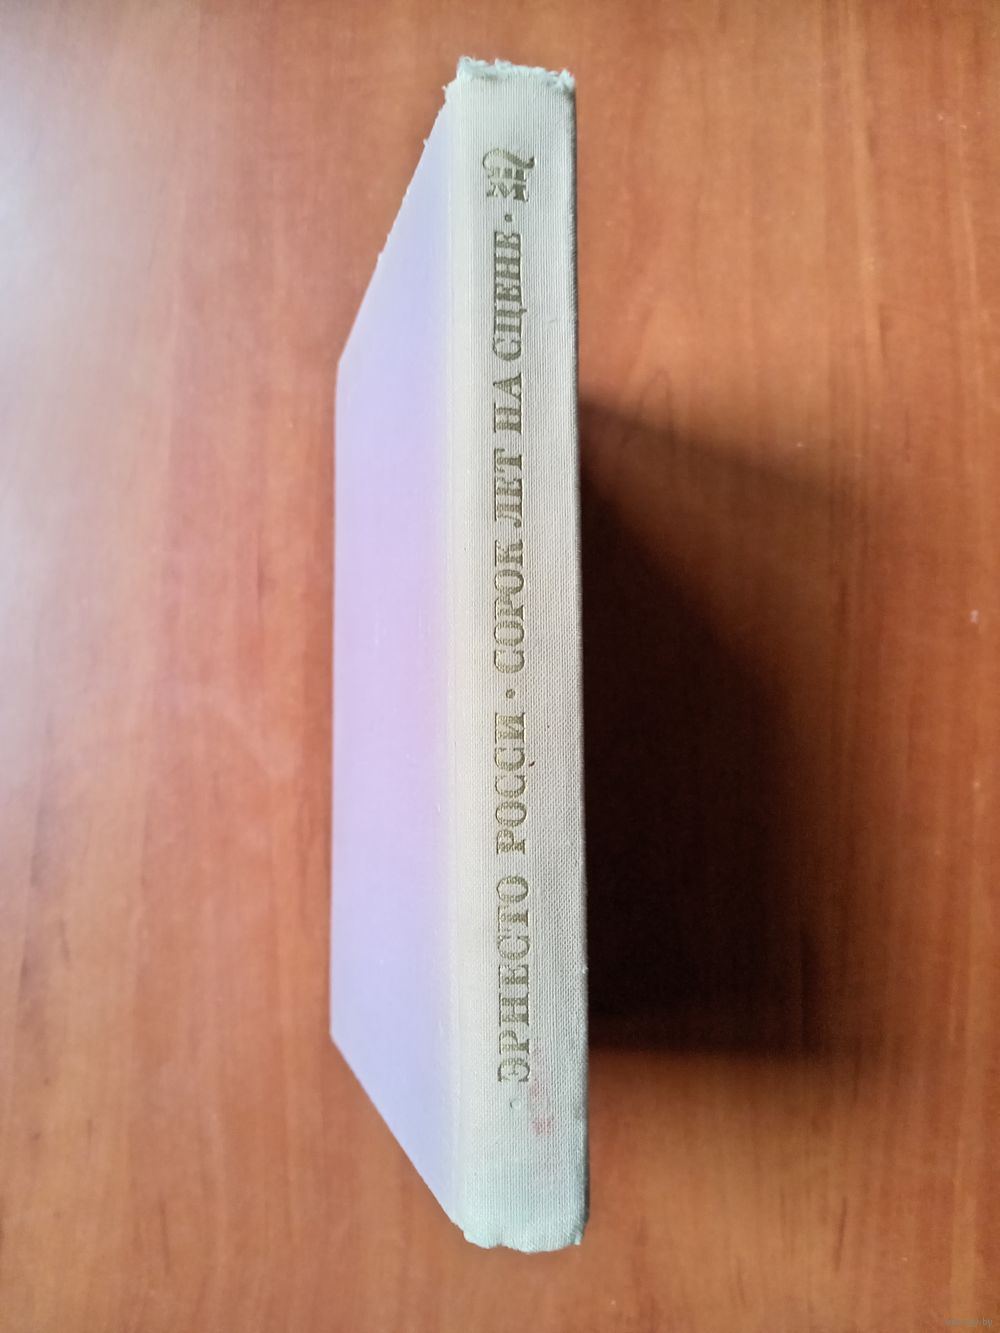 · ЭРНЕСТО РОССИ · СОРОК ЛЕТ НА СЦЕНЕ ·